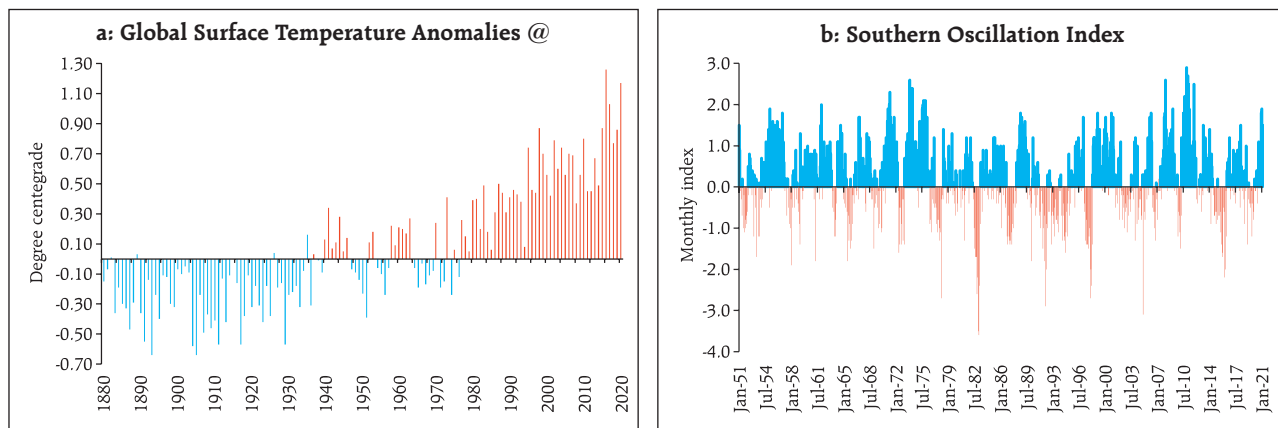 a: Global Surface Temperature Anomalies @
Degree centegrade
1.30
1.10
0.90
0.70
0.50
0.30
0.10
-0.10
-0.30
-0.50
-0.70
1880
1890
1900
1910
1920
1930
1940
1950
1960
1970
1980
1990
2000
2010
2020
b: Southern Oscillation Index
Monthly index
3.0
2.0
1.0
0.0
-1.0
-2.0
-3.0
-4.0
Jan-51
Jul-54
Jan-58
Jul-61
Jan-65
Jul-68
Jan-72
Jul-75
Jan-79
Jul-82
Jan-86
Jul-89
Jan-93
Jul-96
Jan-00
Jul-03
Jan-07
Jul-10
Jan-14
Jul-17
Jan-21